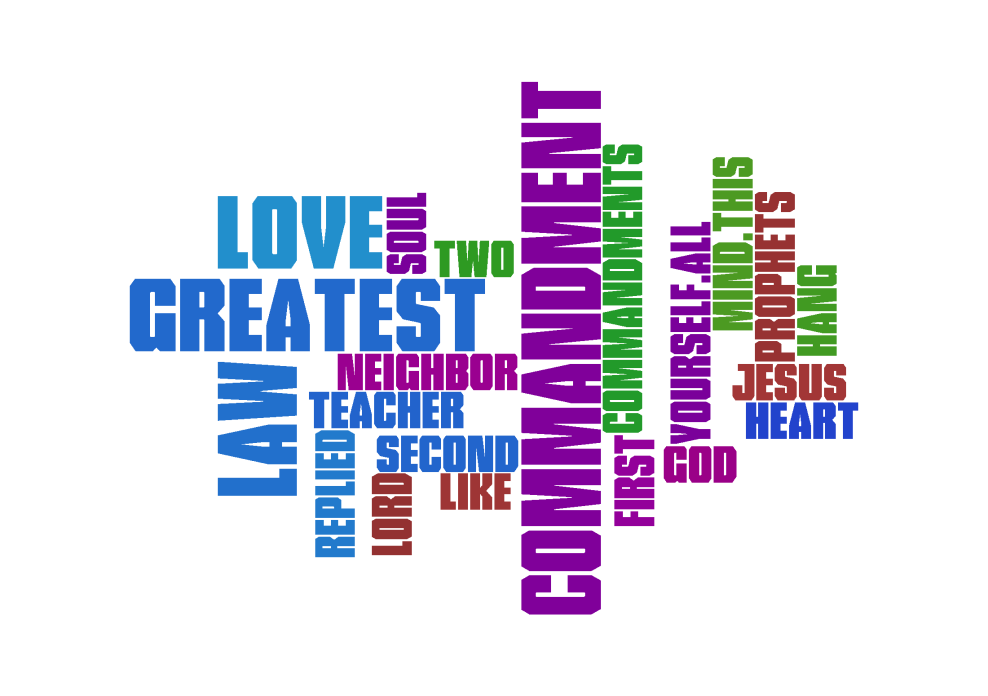 LOVE
SOUL
TWO
GREATEST
LAW
NEIGHBOR
TEACHER
SECOND
REPLIED
LORD
LIKE
COMMANDMENT
COMMANDMENTS
FIRST
YOURSELF.ALL
GOD
MIND.THIS
PROPHETS
HANG
JESUS
HEART